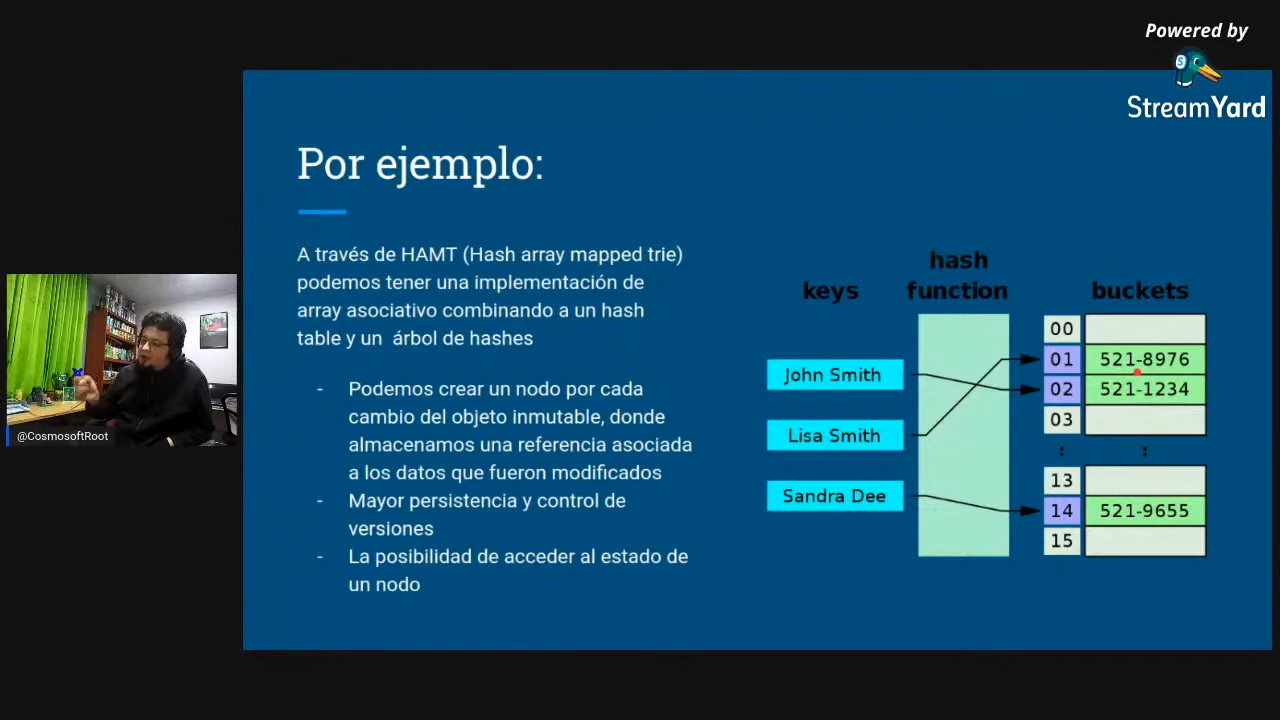 Powered by
StreamYard
Por ejemplo:
A través de HAMT (Hash array mapped trie)
podemos tener una implementación de
array asociativo combinando a un hash
table y un árbol de hashes
- Podemos crear un nodo por cada
cambio del objeto inmutable, donde
almacenamos una referencia asociada
a los datos que fueron modificados
- Mayor persistencia y control de
versiones
- La posibilidad de acceder al estado de
un nodo
keys
hash
function
buckets
John Smith
Lisa Smith
Sandra Dee
00
01 521-8976
02 521-1234
03
: :
13
14 521-9655
15
@CosmosoftRoot